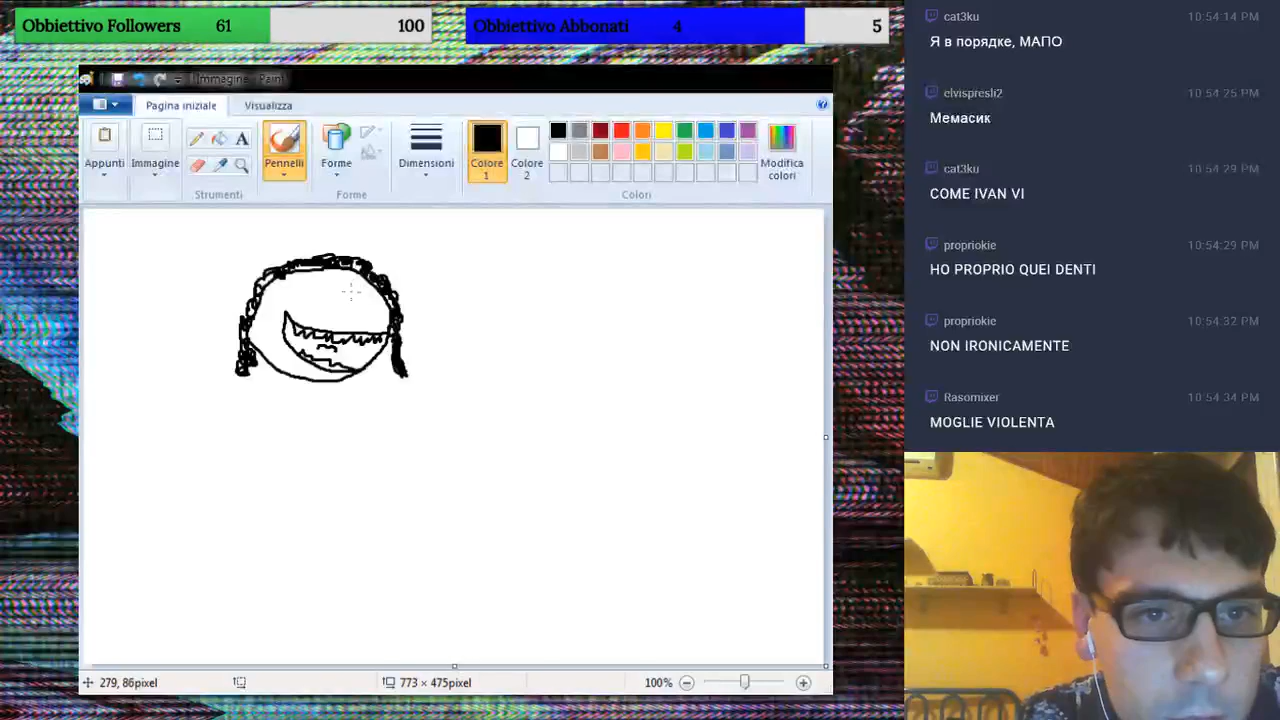 Obbiettivo Followers 61 100
Obbiettivo Abbonati 4 5
Immagine - Paint
Pagina iniziale Visualizza
Appunti
Immagine
Strumenti
Pennelli
Forme
Forme
Dimensioni
Colore 1
Colore 2
Modifica colori
Colori
279, 86pixel
773 × 475pixel
100%
cat3ku 10:54:14 PM
Я в порядке, МАПО
elvispresli2 10:54:25 PM
Мемасик
cat3ku 10:54:29 PM
COME IVAN VI
propriokie 10:54:29 PM
HO PROPRIO QUEI DENTI
propriokie 10:54:32 PM
NON IRONICAMENTE
Rasomixer 10:54:34 PM
MOGLIE VIOLENTA